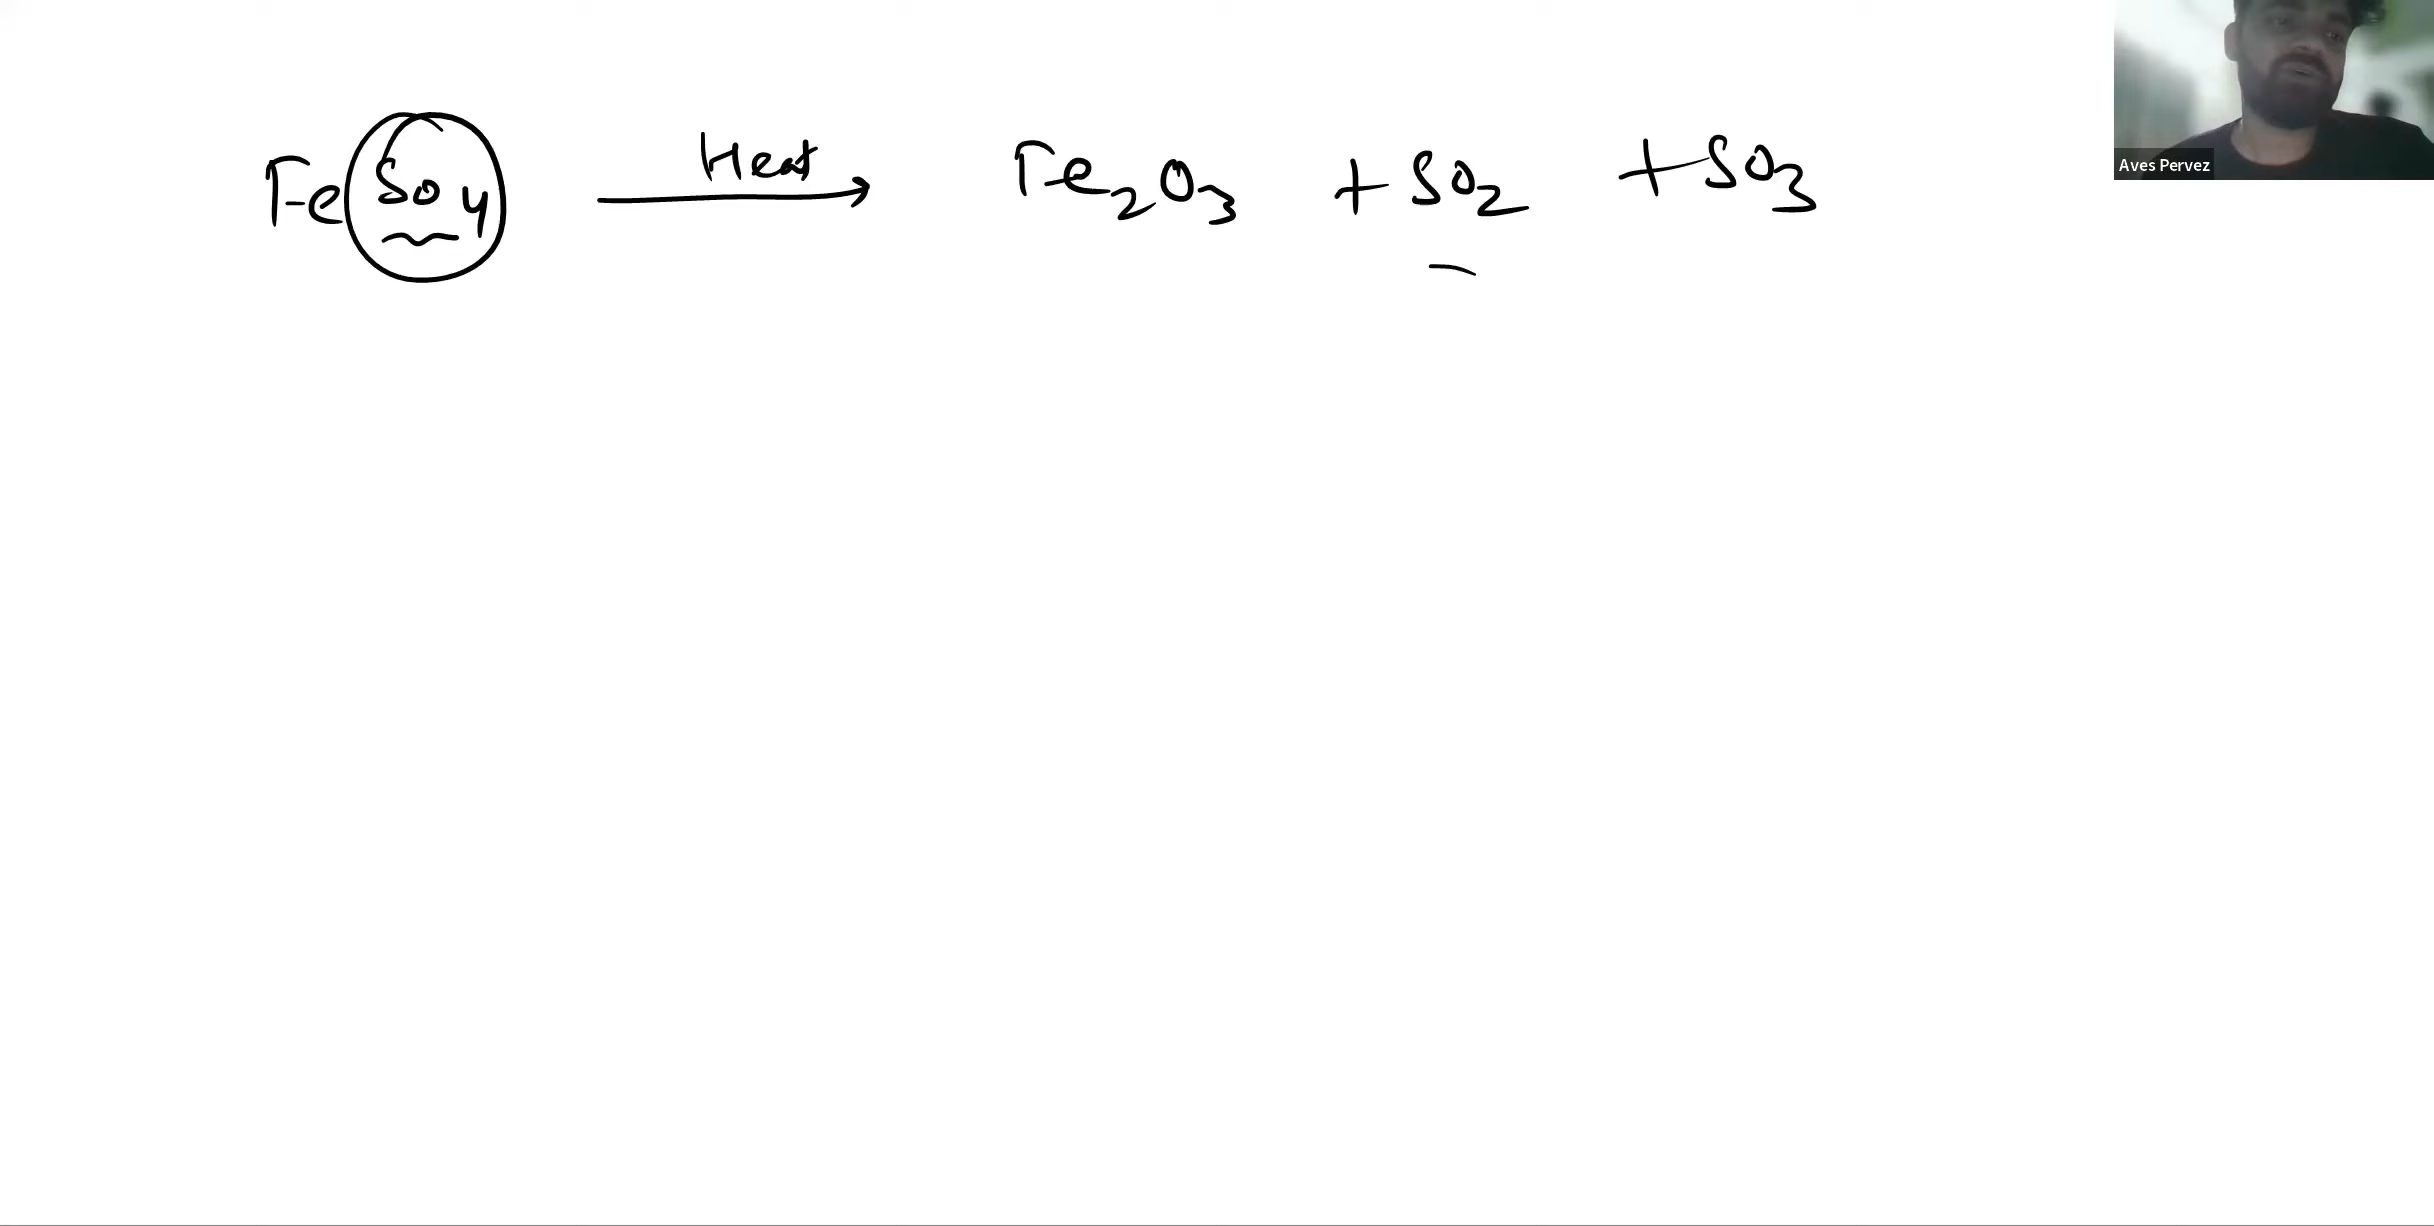 FeSO4 Heat → Fe2O3 + SO2 + SO3
Aves Pervez